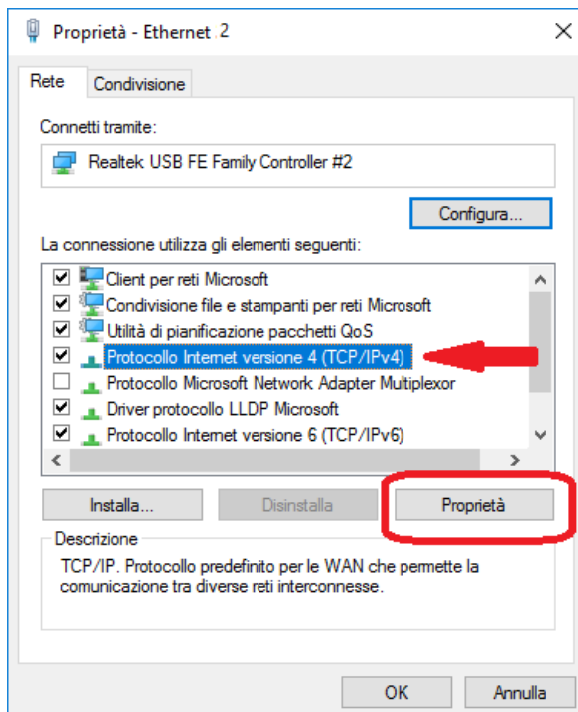 Proprietà - Ethernet 2
Rete
Condivisione
Connetti tramite:
Realtek USB FE Family Controller #2
Configura...
La connessione utilizza gli elementi seguenti:
Client per reti Microsoft
Condivisione file e stampanti per reti Microsoft
Utilità di pianificazione pacchetti QoS
Protocollo Internet versione 4 (TCP/IPv4)
Protocollo Microsoft Network Adapter Multiplexor
Driver protocollo LLDP Microsoft
Protocollo Internet versione 6 (TCP/IPv6)
Installa...
Disinstalla
Proprietà
Descrizione
TCP/IP. Protocollo predefinito per le WAN che permette la
comunicazione tra diverse reti interconnesse.
OK
Annulla